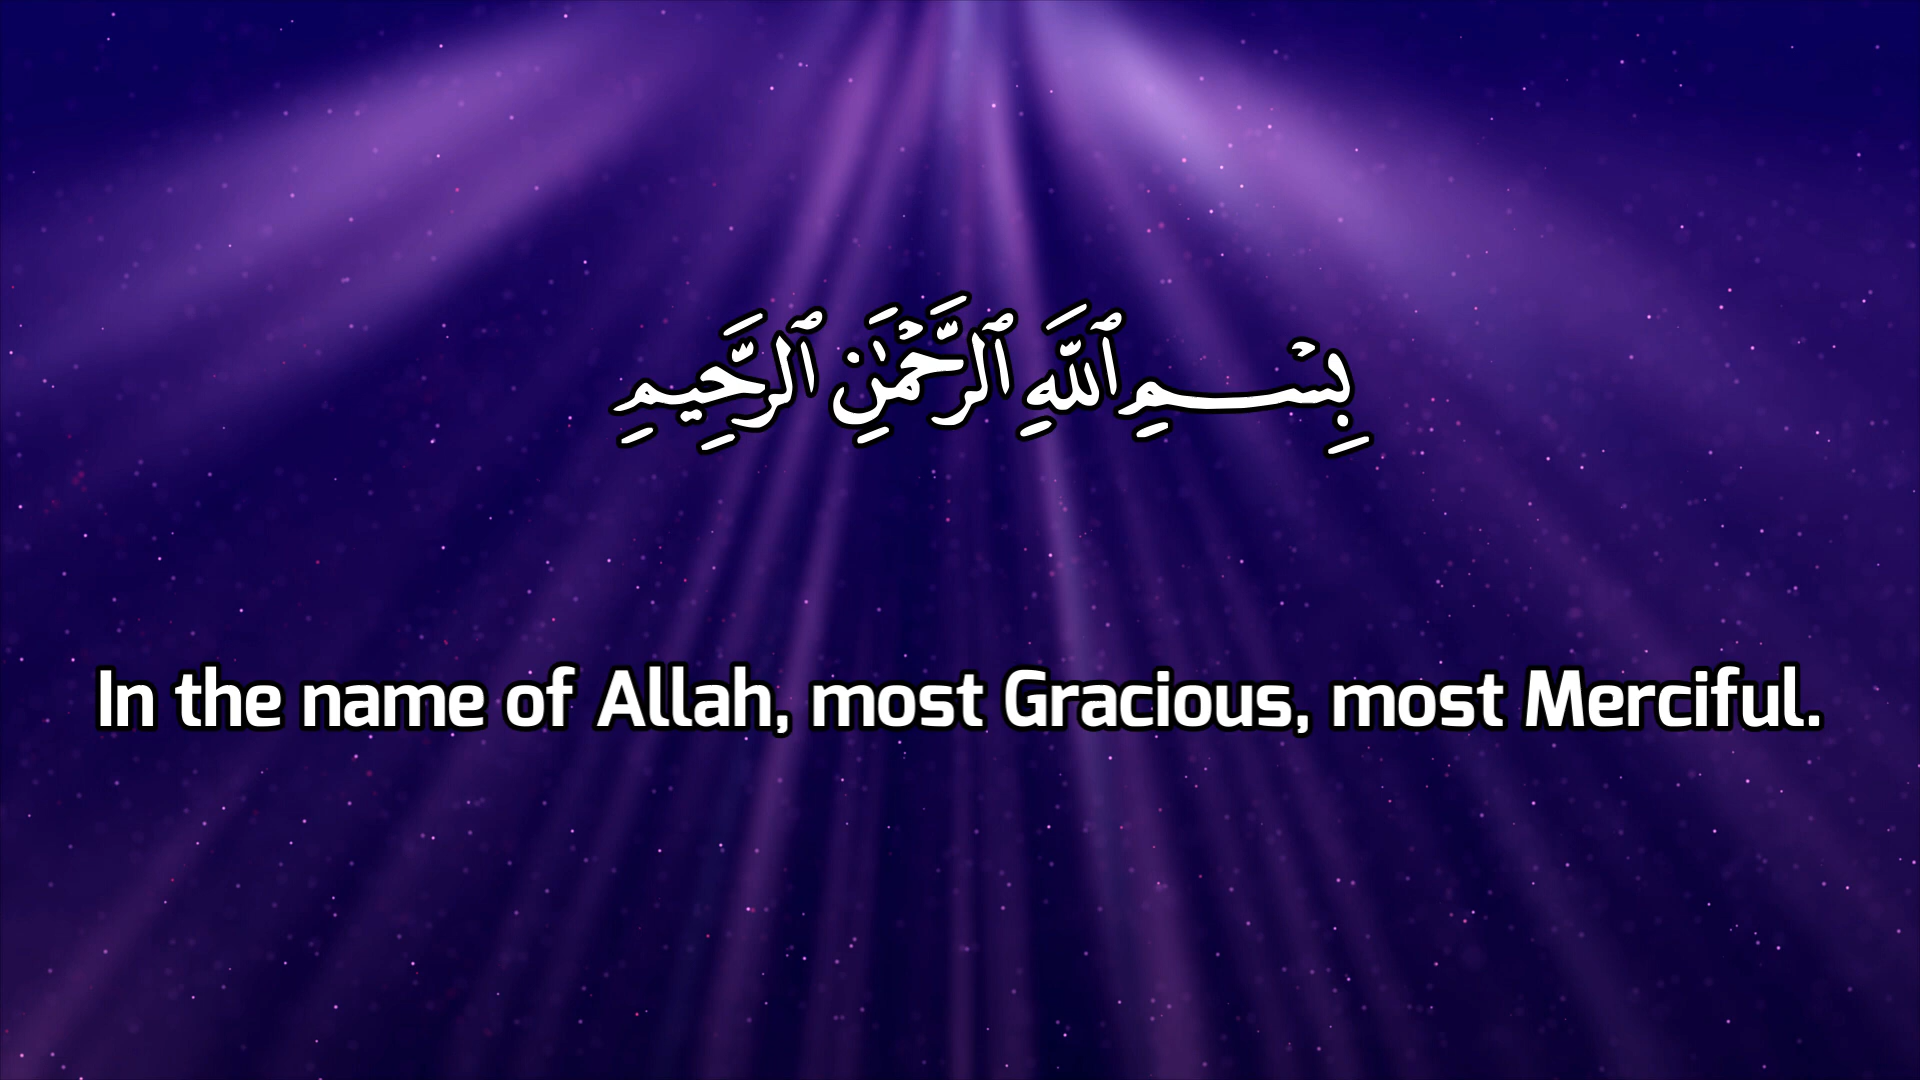 بِسْمِ ٱللَّهِ ٱلرَّحْمَٰنِ ٱلرَّحِيمِ
In the name of Allah, most Gracious, most Merciful.